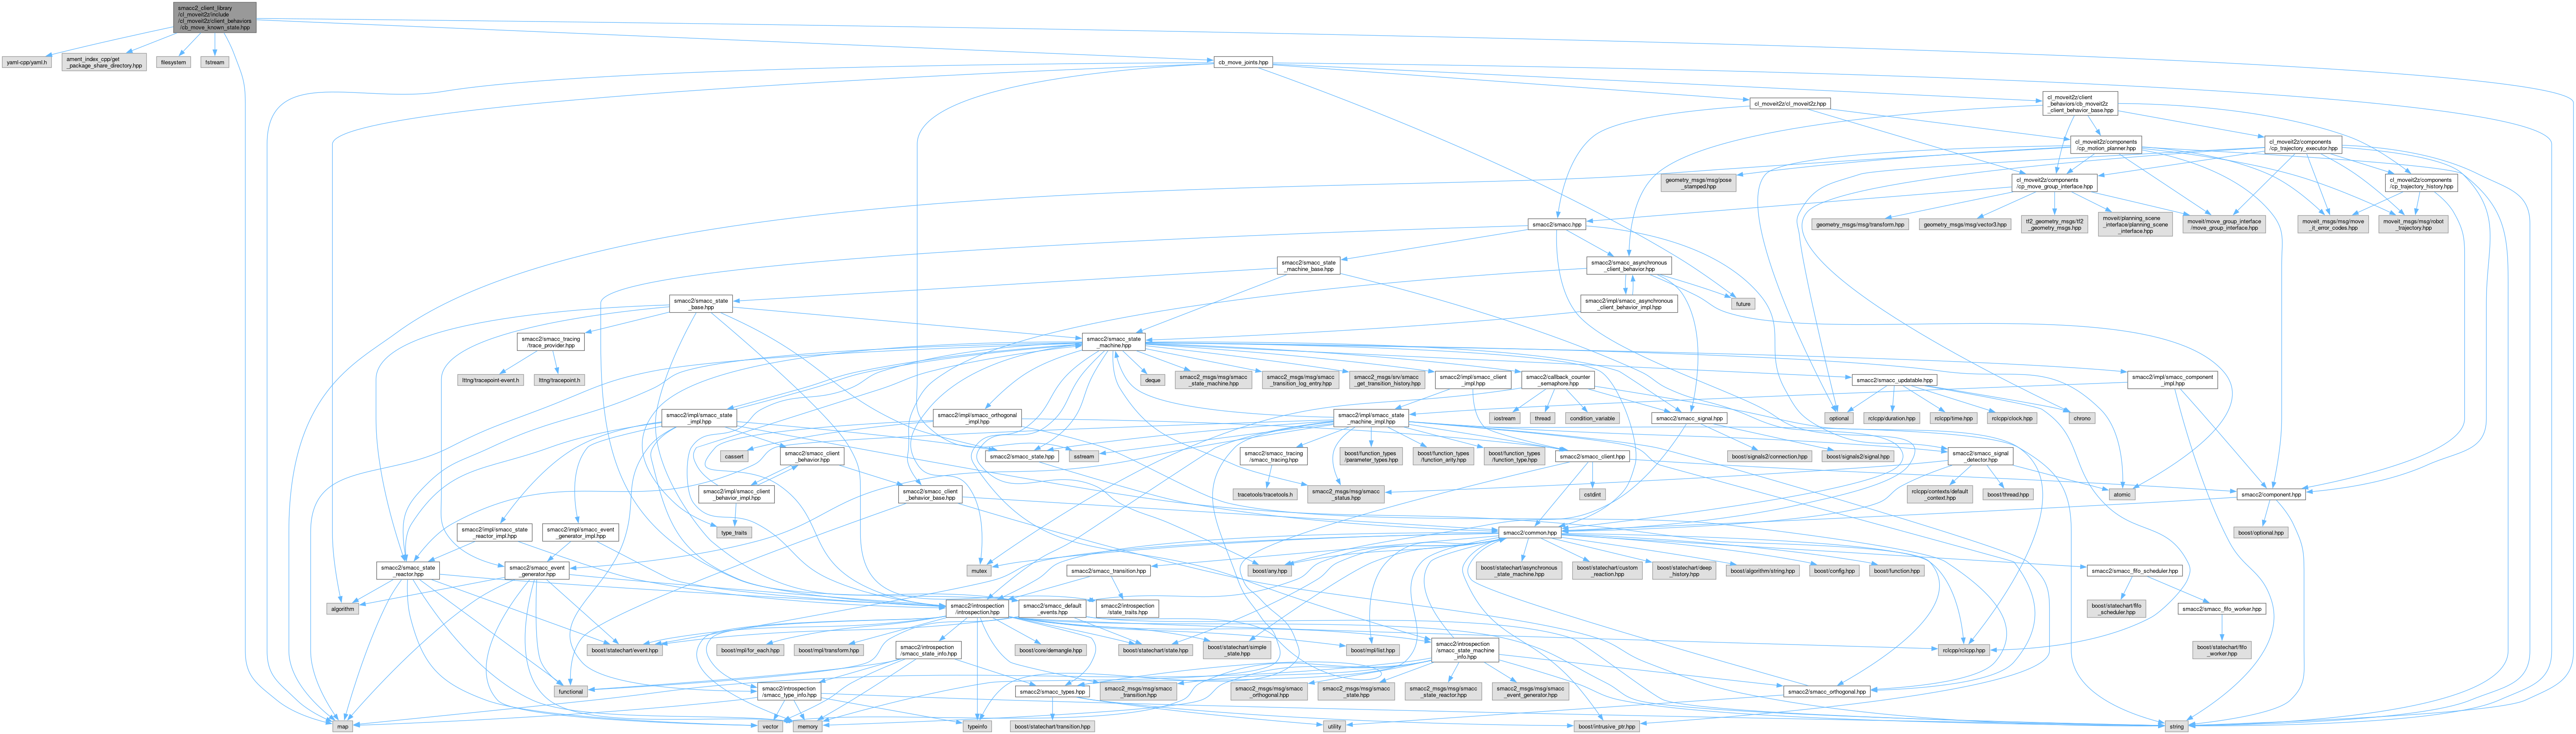 smacc2_client_library
/cl_moveit2z/include
/cl_moveit2z/client_behaviors
/cb_move_known_state.hpp
yaml-cpp/yaml.h
ament_index_cpp/get
_package_share_directory.hpp
filesystem
fstream
cb_move_joints.hpp
cl_moveit2z/cl_moveit2z.hpp
cl_moveit2z/client
_behaviors/cb_moveit2z
_client_behavior_base.hpp
cl_moveit2z/components
/cp_motion_planner.hpp
cl_moveit2z/components
/cp_trajectory_executor.hpp
geometry_msgs/msg/pose
_stamped.hpp
cl_moveit2z/components
/cp_move_group_interface.hpp
cl_moveit2z/components
/cp_trajectory_history.hpp
smacc2/smacc.hpp
geometry_msgs/msg/transform.hpp
geometry_msgs/msg/vector3.hpp
tf2_geometry_msgs/tf2
_geometry_msgs.hpp
moveit/planning_scene
_interface/planning_scene
_interface.hpp
moveit/move_group_interface
/move_group_interface.hpp
moveit_msgs/msg/move
_it_error_codes.hpp
moveit_msgs/msg/robot
_trajectory.hpp
smacc2/smacc_state
_machine_base.hpp
smacc2/smacc_asynchronous
_client_behavior.hpp
smacc2/smacc_state
_base.hpp
smacc2/impl/smacc_asynchronous
_client_behavior_impl.hpp
future
smacc2/smacc_tracing
/trace_provider.hpp
smacc2/smacc_state
_machine.hpp
lttng/tracepoint-event.h
lttng/tracepoint.h
deque
smacc2_msgs/msg/smacc
_state_machine.hpp
smacc2_msgs/msg/smacc
_transition_log_entry.hpp
smacc2_msgs/srv/smacc
_get_transition_history.hpp
smacc2/impl/smacc_client
_impl.hpp
smacc2/callback_counter
_semaphore.hpp
smacc2/smacc_updatable.hpp
smacc2/impl/smacc_component
_impl.hpp
smacc2/impl/smacc_state
_impl.hpp
smacc2/impl/smacc_orthogonal
_impl.hpp
smacc2/impl/smacc_state
_machine_impl.hpp
iostream
thread
condition_variable
smacc2/smacc_signal.hpp
optional
rclcpp/duration.hpp
rclcpp/time.hpp
rclcpp/clock.hpp
chrono
cassert
smacc2/smacc_client
_behavior.hpp
smacc2/smacc_state.hpp
sstream
smacc2/smacc_tracing
/smacc_tracing.hpp
boost/function_types
/parameter_types.hpp
boost/function_types
/function_arity.hpp
boost/function_types
/function_type.hpp
smacc2/smacc_client.hpp
boost/signals2/connection.hpp
boost/signals2/signal.hpp
smacc2/smacc_signal
_detector.hpp
smacc2/impl/smacc_client
_behavior_impl.hpp
smacc2/smacc_client
_behavior_base.hpp
tracetools/tracetools.h
smacc2_msgs/msg/smacc
_status.hpp
cstdint
rclcpp/contexts/default
_context.hpp
boost/thread.hpp
atomic
smacc2/component.hpp
smacc2/impl/smacc_state
_reactor_impl.hpp
smacc2/impl/smacc_event
_generator_impl.hpp
type_traits
smacc2/common.hpp
boost/optional.hpp
smacc2/smacc_state
_reactor.hpp
smacc2/smacc_event
_generator.hpp
mutex
smacc2/smacc_transition.hpp
boost/any.hpp
boost/statechart/asynchronous
_state_machine.hpp
boost/statechart/custom
_reaction.hpp
boost/statechart/deep
_history.hpp
boost/algorithm/string.hpp
boost/config.hpp
boost/function.hpp
smacc2/smacc_fifo_scheduler.hpp
algorithm
smacc2/introspection
/introspection.hpp
smacc2/smacc_default
_events.hpp
smacc2/introspection
/state_traits.hpp
boost/statechart/fifo
_scheduler.hpp
smacc2/smacc_fifo_worker.hpp
boost/statechart/event.hpp
boost/mpl/for_each.hpp
boost/mpl/transform.hpp
smacc2/introspection
/smacc_state_info.hpp
boost/core/demangle.hpp
boost/statechart/state.hpp
boost/statechart/simple
_state.hpp
boost/mpl/list.hpp
smacc2/introspection
/smacc_state_machine
_info.hpp
rclcpp/rclcpp.hpp
boost/statechart/fifo
_worker.hpp
functional
smacc2/introspection
/smacc_type_info.hpp
smacc2/smacc_types.hpp
smacc2_msgs/msg/smacc
_transition.hpp
smacc2_msgs/msg/smacc
_orthogonal.hpp
smacc2_msgs/msg/smacc
_state.hpp
smacc2_msgs/msg/smacc
_state_reactor.hpp
smacc2_msgs/msg/smacc
_event_generator.hpp
smacc2/smacc_orthogonal.hpp
map
vector
memory
typeinfo
boost/statechart/transition.hpp
utility
boost/intrusive_ptr.hpp
string